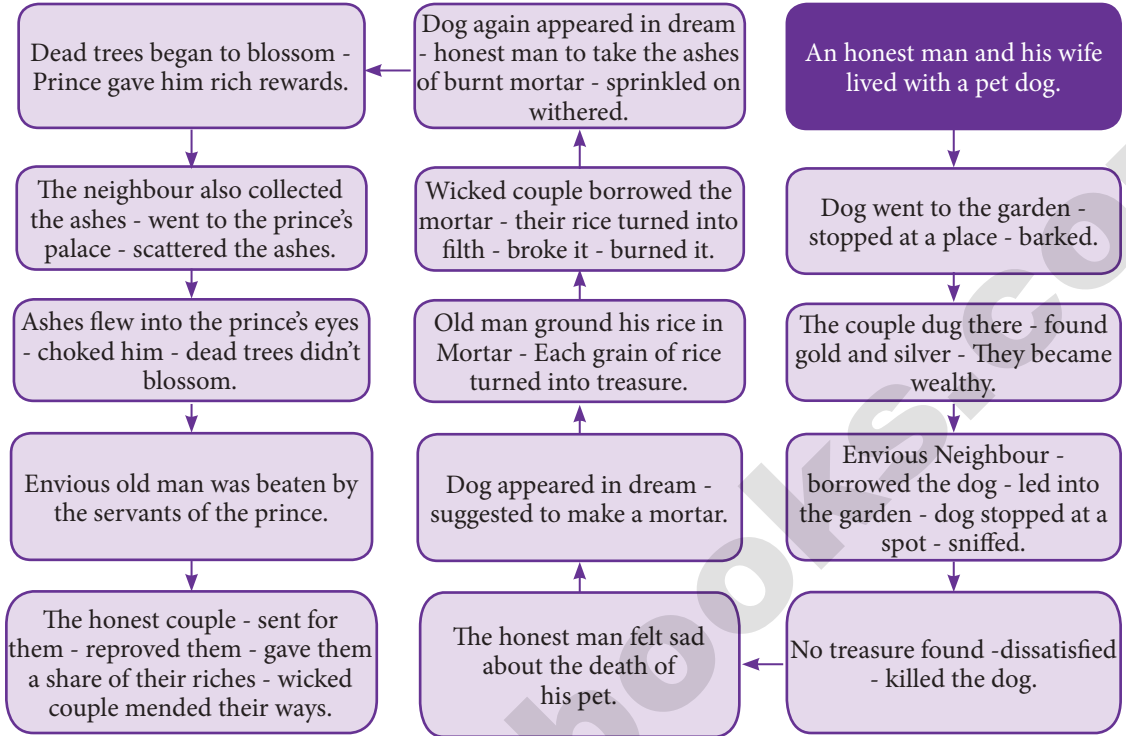 An honest man and his wife
lived with a pet dog.
Dog went to the garden -
stopped at a place - barked.
The couple dug there - found
gold and silver - They became
wealthy.
Envious Neighbour -
borrowed the dog - led into
the garden - dog stopped at a
spot - sniffed.
No treasure found -dissatisfied
- killed the dog.
The honest man felt sad
about the death of
his pet.
Dog appeared in dream -
suggested to make a mortar.
Old man ground his rice in
Mortar - Each grain of rice
turned into treasure.
Wicked couple borrowed the
mortar - their rice turned into
filth - broke it - burned it.
Dog again appeared in dream
- honest man to take the ashes
of burnt mortar - sprinkled on
withered.
Dead trees began to blossom -
Prince gave him rich rewards.
The neighbour also collected
the ashes - went to the prince's
palace - scattered the ashes.
Ashes flew into the prince's eyes
- choked him - dead trees didn't
blossom.
Envious old man was beaten by
the servants of the prince.
The honest couple - sent for
them - reproved them - gave them
a share of their riches - wicked
couple mended their ways.
books.co